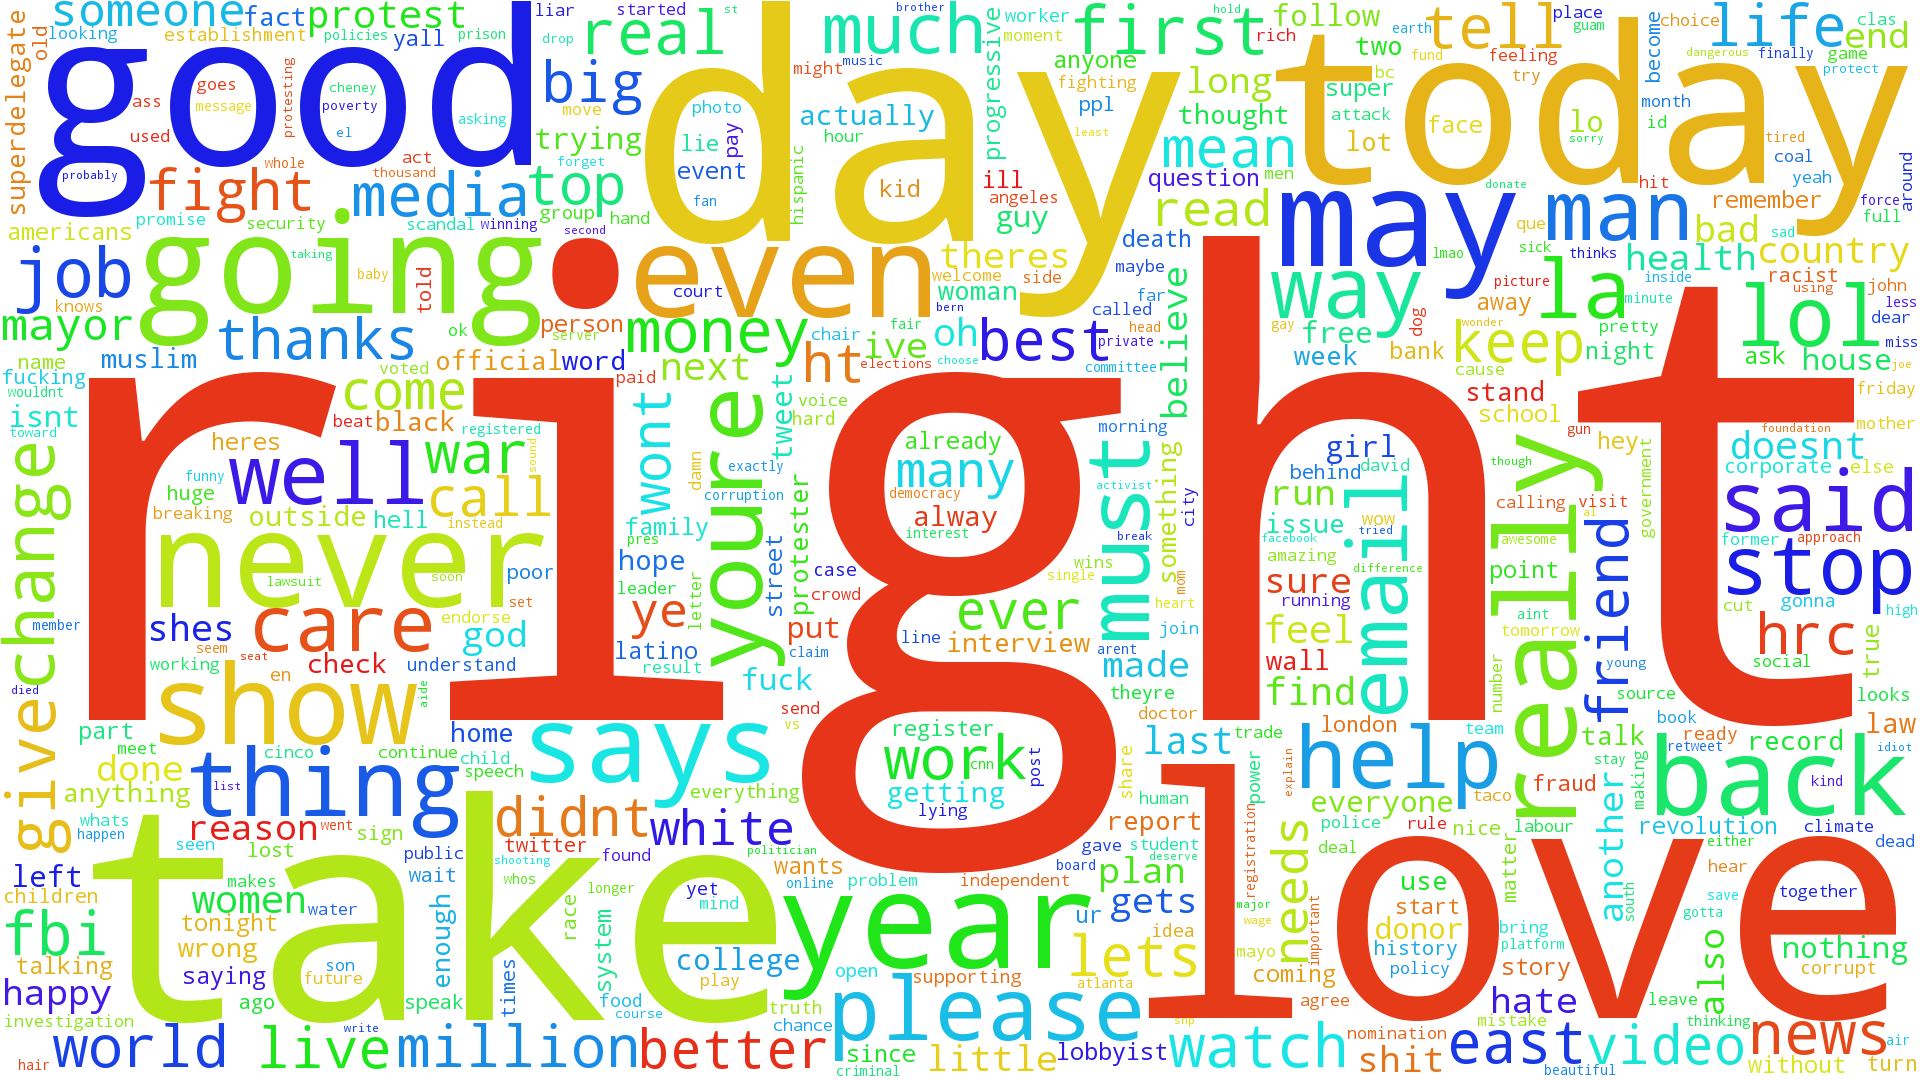 right
good
day
today
love
take
going
even
may
never
year
show
says
thing
please
back
really
youre
must
email
help
stop
said
hrc
news
video
east
watch
better
million
live
world
happy
fbi
give
change
job
mayor
thanks
fight
media
top
big
real
much
first
tell
life
man
way
la
lol
keep
best
money
ht
ive
oh
come
well
war
call
care
wont
many
ever
work
white
didnt
women
reason
done
shes
god
ye
put
fuck
made
last
find
feel
sure
run
issue
wall
girl
friend
another
needs
lets
gets
plan
little
lobbyist
since
shit
hate
also
nothing
law
talk
record
revolution
someone
fact
protest
liar
started
establishment
policies
yall
prison
looking
old
superdelegate
ass
used
goes
message
protesting
cheney
poverty
el
asking
probably
whole
act
thousand
forget
trying
move
drop
promise
security
scandal
winning
group
hand
second
americans
knows
taking
baby
told
court
person
server
ok
official
word
name
muslim
voted
fucking
wouldnt
isnt
toward
heres
beat
black
registered
funny
huge
breaking
outside
hell
instead
sound
lawsuit
soon
poor
set
endorse
member
working
seem
seat
en
check
understand
aide
died
part
meet
cinco
continue
home
child
speech
anything
list
whats
happen
went
sign
twitter
seen
lost
public
shooting
found
politician
left
children
makes
wait
whos
longer
water
tonight
wrong
talking
saying
son
future
enough
race
system
yet
mind
college
play
ago
speak
times
food
course
truth
chance
investigation
write
hair
brother
worker
moment
st
music
might
hour
actually
photo
lie
pay
event
fan
kid
hispanic
progressive
anyone
fighting
ppl
least
hold
rich
follow
two
long
super
thought
attack
bc
lot
mean
men
question
ill
angeles
guy
read
theres
welcome
side
woman
bern
death
maybe
far
called
head
private
chair
fair
choose
elections
committee
believe
next
paid
tweet
voice
hard
morning
damn
exactly
corruption
family
pres
hope
leader
letter
street
protester
case
crowd
claim
latino
result
send
vs
already
democracy
alway
interest
line
interview
arent
activist
break
single
wins
something
city
mom
heart
join
theyre
doctor
trade
register
cnn
getting
lying
post
share
human
report
everything
wants
online
problem
independent
board
gave
student
deserve
ur
idea
open
supporting
atlanta
criminal
snp
feeling
try
fund
earth
place
guam
choice
clas
end
game
become
dangerous
finally
protect
face
lo
sorry
month
id
tired
coal
yeah
hit
remember
donate
force
full
around
que
bad
sad
lmao
sick
thinks
country
health
inside
racist
using
john
picture
minute
less
dear
away
gay
free
dog
wonder
pretty
miss
week
bank
night
ask
house
joe
cause
stand
school
friday
mother
gun
foundation
hey
doesnt
corporate
else
behind
david
though
government
calling
visit
al
wow
tried
facebook
awesome
former
approach
amazing
difference
point
running
aint
cut
gonna
high
tomorrow
social
true
young
number
source
looks
london
team
book
ready
retweet
idiot
stay
power
explain
fraud
making
kind
everyone
taco
police
rule
nice
labour
climate
dead
either
deal
matter
hear
registration
major
wage
use
start
important
donor
history
policy
together
save
gotta
south
bring
platform
story
corrupt
mayo
coming
agree
leave
mistake
thinking
nomination
beautiful
without
turn
air